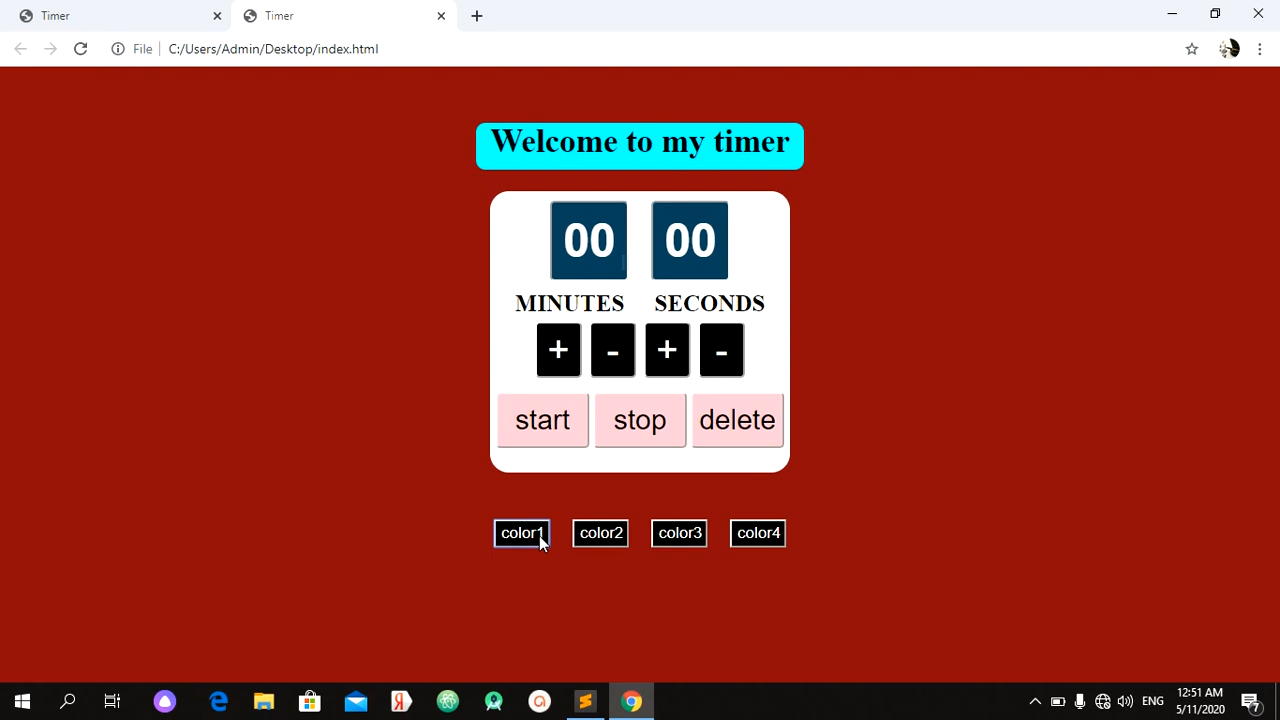 Timer
Timer
File
C:/Users/Admin/Desktop/index.html
Welcome to my timer
00 00
MINUTES SECONDS
+ - + -
start stop delete
color1 color2 color3 color4
ENG
12:51 AM
5/11/2020
7